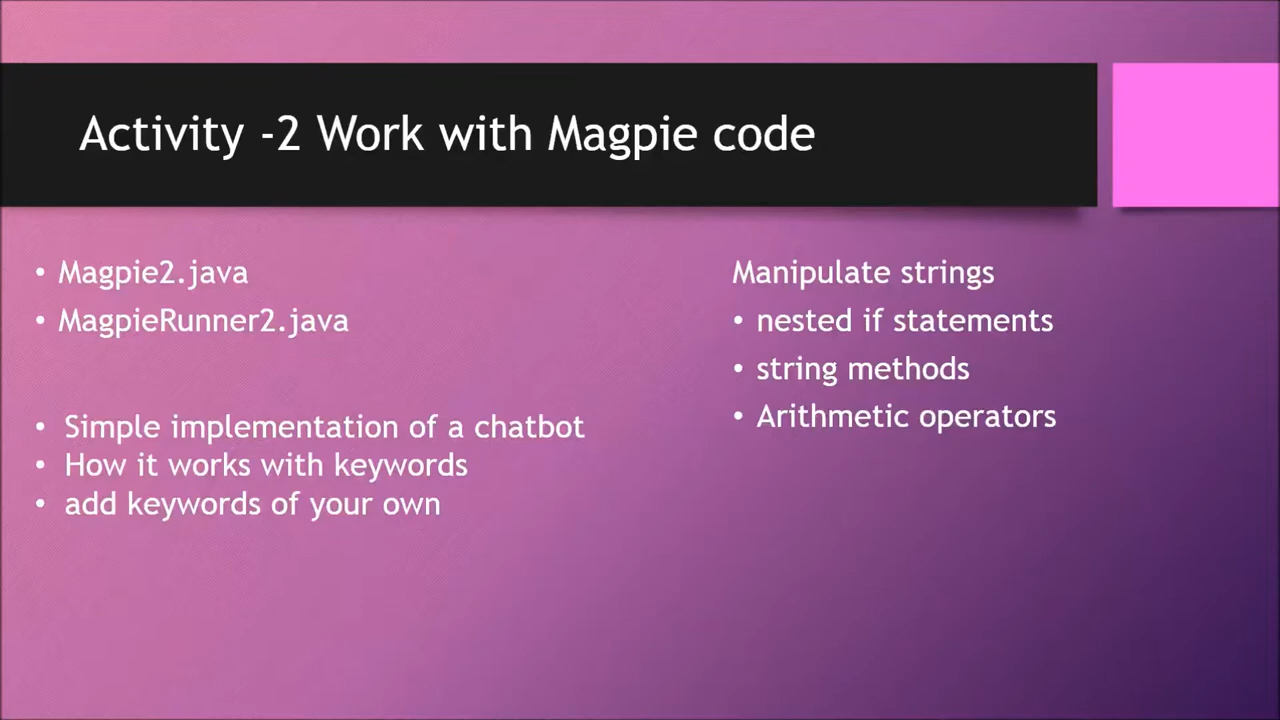 Activity -2 Work with Magpie code
• Magpie2.java
• MagpieRunner2.java
• Simple implementation of a chatbot
• How it works with keywords
• add keywords of your own
Manipulate strings
• nested if statements
• string methods
• Arithmetic operators